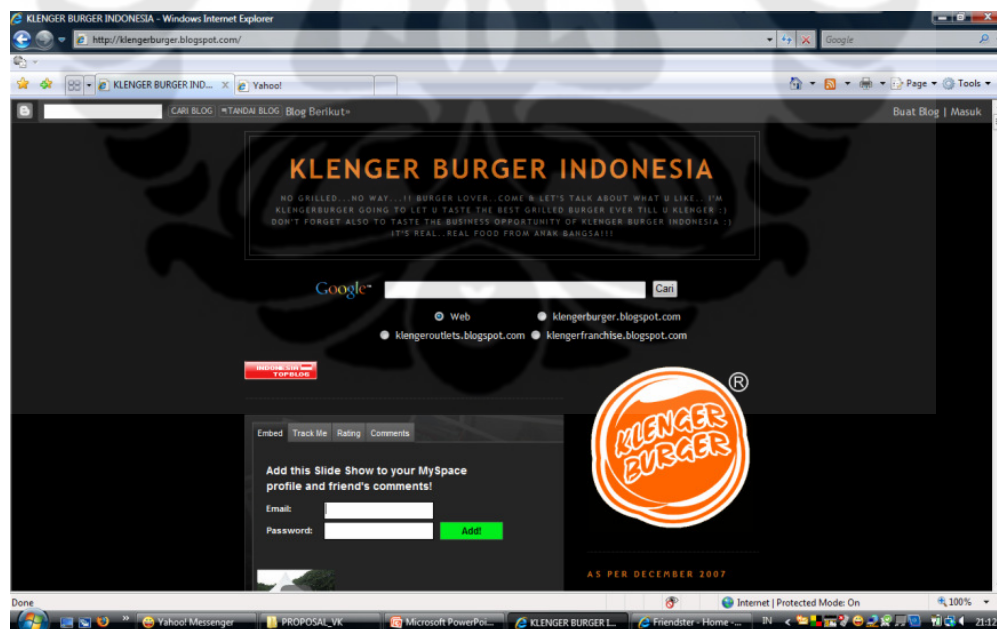 KLENGER BURGER INDONESIA - Windows Internet Explorer
http://klengerburger.blogspot.com/
Google
KLENGER BURGER IND...
Yahoo!
Page
Tools
CARI BLOG
TANDAI BLOG
Blog Berikut»
Buat Blog | Masuk
KLENGER BURGER INDONESIA
NO GRILLED...NO WAY...!! BURGER LOVER..COME & LET'S TALK ABOUT WHAT U LIKE.. I'M
KLENGERBURGER GOING TO LET U TASTE THE BEST GRILLED BURGER EVER TILL U KLENGER :)
DON'T FORGET ALSO TO TASTE THE BUSINESS OPPORTUNITY OF KLENGER BURGER INDONESIA :)
IT'S REAL..REAL FOOD FROM ANAK BANGSA!!!
Google™
Cari
Web
klengerburger.blogspot.com
klengeroutlets.blogspot.com
klengerfranchise.blogspot.com
INDONESIA
TOPBLOG
KLENGER
BURGER
®
Embed
Track Me
Rating
Comments
Add this Slide Show to your MySpace
profile and friend's comments!
Email:
Password:
Add!
AS PER DECEMBER 2007
Done
Internet | Protected Mode: On
100%
Yahoo! Messenger
PROPOSAL_VK
Microsoft PowerPoi...
KLENGER BURGER I...
Friendster - Home -...
IN
21:12